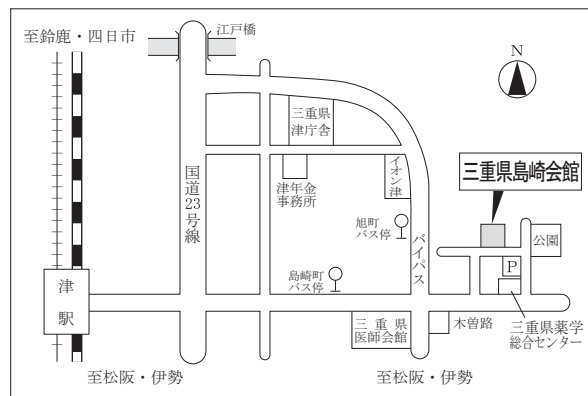 至鈴鹿・四日市
江戸橋
N
三重県
津庁舎
国道23号線
津年金
事務所
イオン津
三重県島崎会館
旭町
バス停
バイパス
公園
P
島崎町
バス停
津
駅
三重県
医師会館
木曽路
三重県薬学
総合センター
至松阪・伊勢
至松阪・伊勢